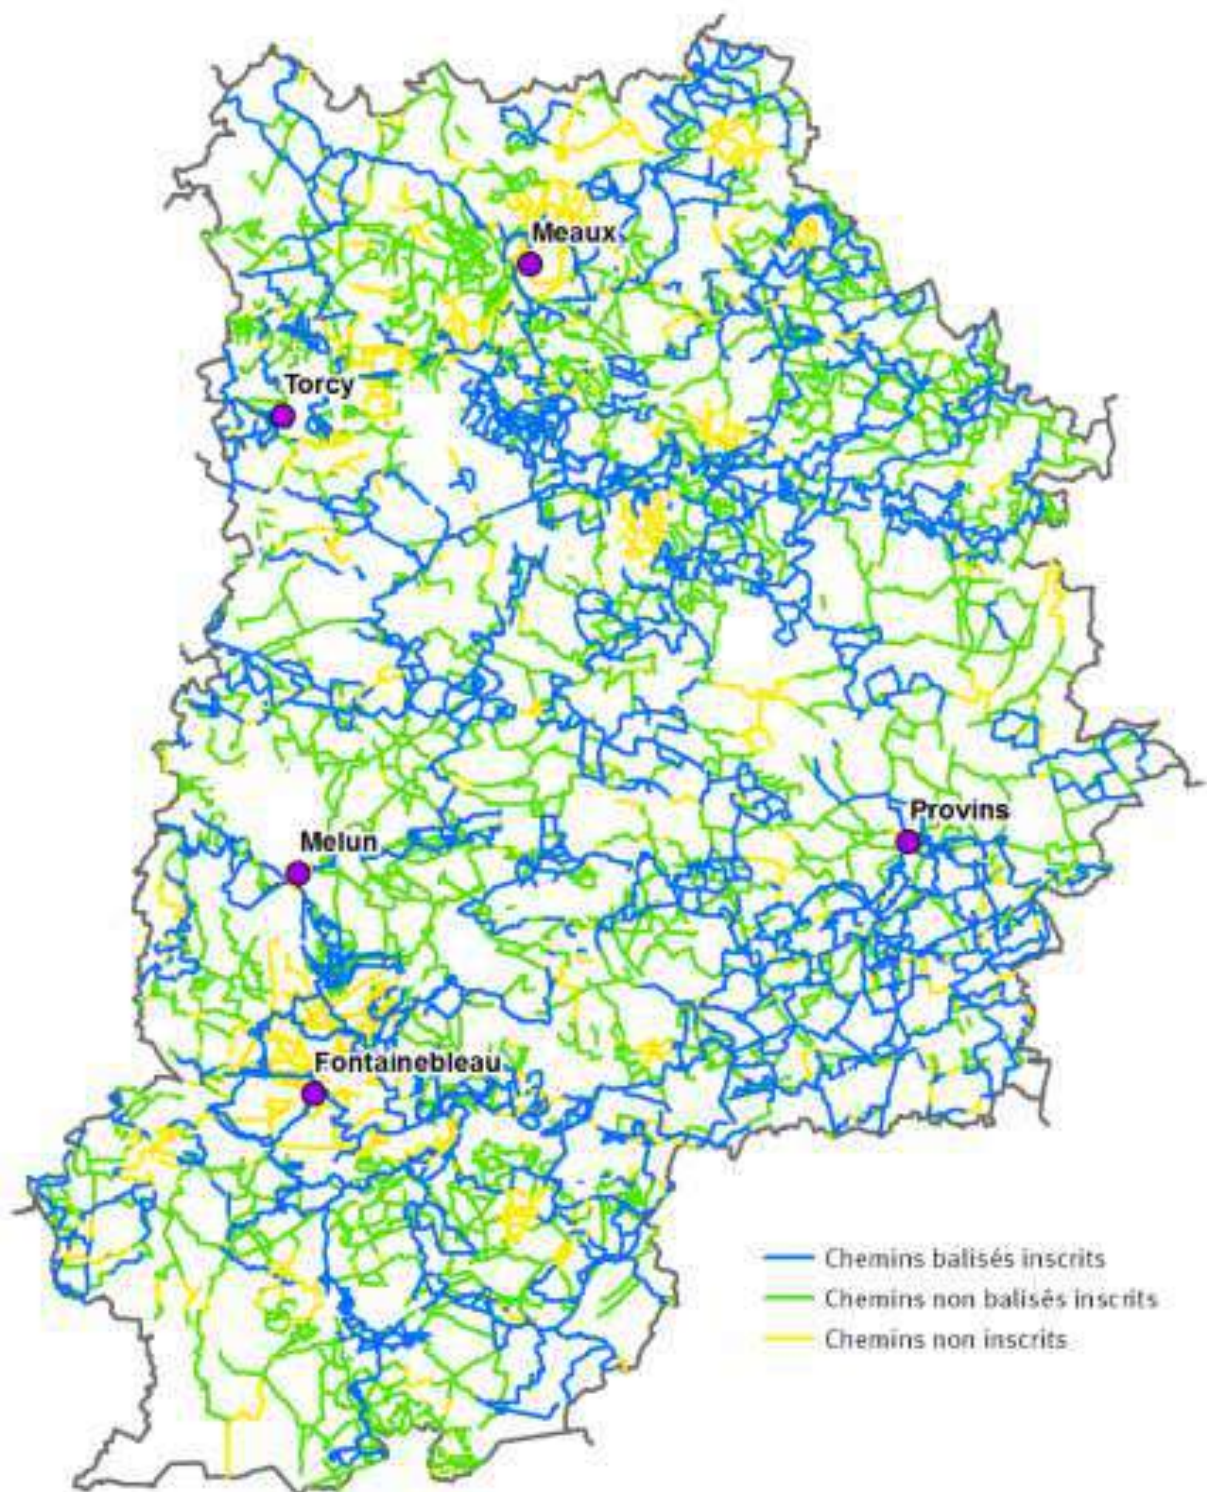 Meaux
Torcy
Provins
Melun
Fontainebleau
Chemins balisés inscrits
Chemins non balisés inscrits
Chemins non inscrits